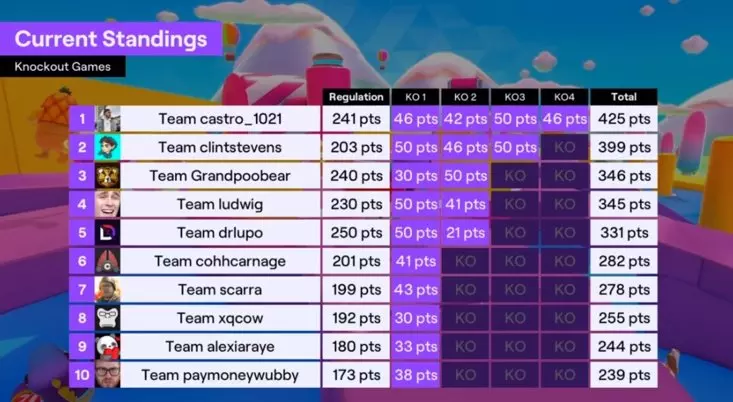 Current Standings
Knockout Games
Regulation KO 1 KO 2 KO3 KO4 Total
1 Team castro_1021 241 pts 46 pts 42 pts 50 pts 46 pts 425 pts
2 Team clintstevens 203 pts 50 pts 46 pts 50 pts KO 399 pts
3 Team Grandpoobear 240 pts 30 pts 50 pts KO KO 346 pts
4 Team ludwig 230 pts 50 pts 41 pts KO KO 345 pts
5 Team drlupo 250 pts 50 pts 21 pts KO KO 331 pts
6 Team cohhcarnage 201 pts 41 pts KO KO KO 282 pts
7 Team scarra 199 pts 43 pts KO KO KO 278 pts
8 Team xqcow 192 pts 30 pts KO KO KO 255 pts
9 Team alexiaraye 180 pts 33 pts KO KO KO 244 pts
10 Team paymoneywubby 173 pts 38 pts KO KO KO 239 pts